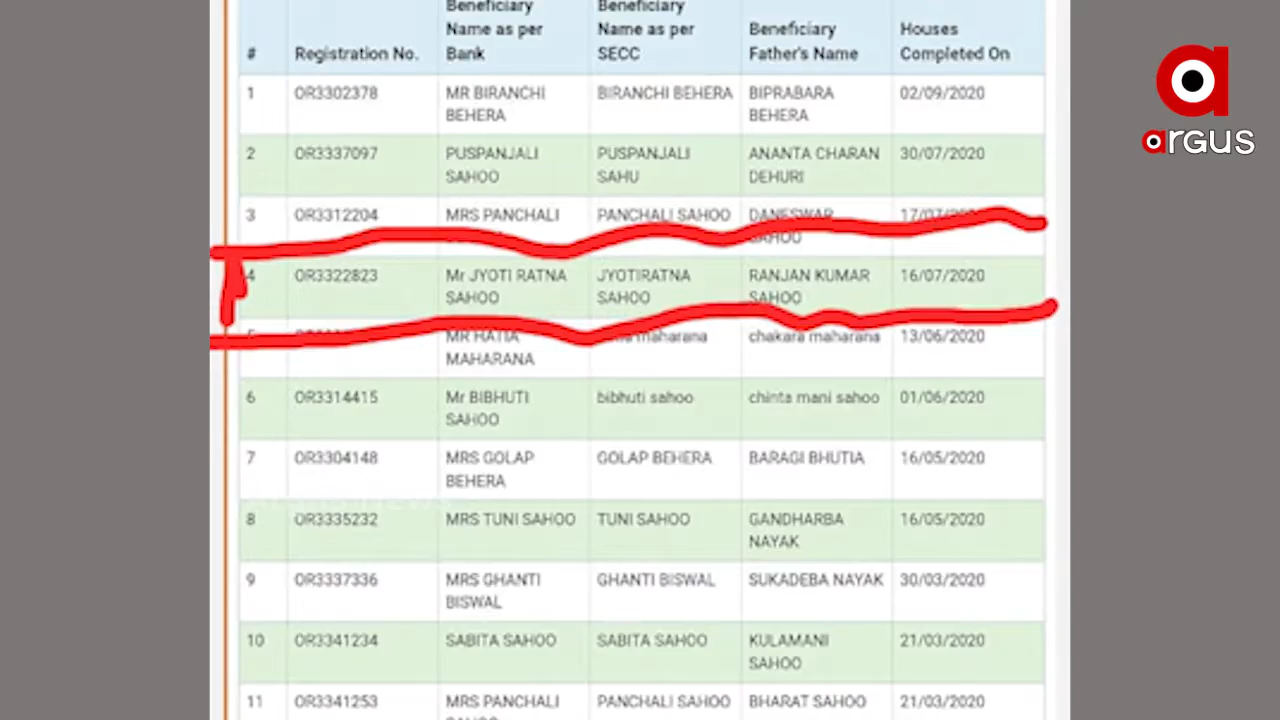 Beneficiary Name as per Bank
Beneficiary Name as per SECC
Beneficiary Father's Name
Houses Completed On
# Registration No.
1 OR3302378 MR BIRANCHI BEHERA BIRANCHI BEHERA BIPRABARA BEHERA 02/09/2020
2 OR3337097 PUSPANJALI SAHOO PUSPANJALI SAHU ANANTA CHARAN DEHURI 30/07/2020
3 OR3312204 MRS PANCHALI PANCHALI SAHOO DANESWAR SAHOO
4 OR3322823 Mr JYOTI RATNA SAHOO JYOTIRATNA SAHOO RANJAN KUMAR SAHOO 16/07/2020
5 MR HATIA MAHARANA maharana chakara maharana 13/06/2020
6 OR3314415 Mr BIBHUTI SAHOO bibhuti sahoo chinta mani sahoo 01/06/2020
7 OR3304148 MRS GOLAP BEHERA GOLAP BEHERA BARAGI BHUTIA 16/05/2020
8 OR3335232 MRS TUNI SAHOO TUNI SAHOO GANDHARBA NAYAK 16/05/2020
9 OR3337336 MRS GHANTI BISWAL GHANTI BISWAL SUKADEBA NAYAK 30/03/2020
10 OR3341234 SABITA SAHOO SABITA SAHOO KULAMANI SAHOO 21/03/2020
11 OR3341253 MRS PANCHALI PANCHALI SAHOO BHARAT SAHOO 21/03/2020
argus